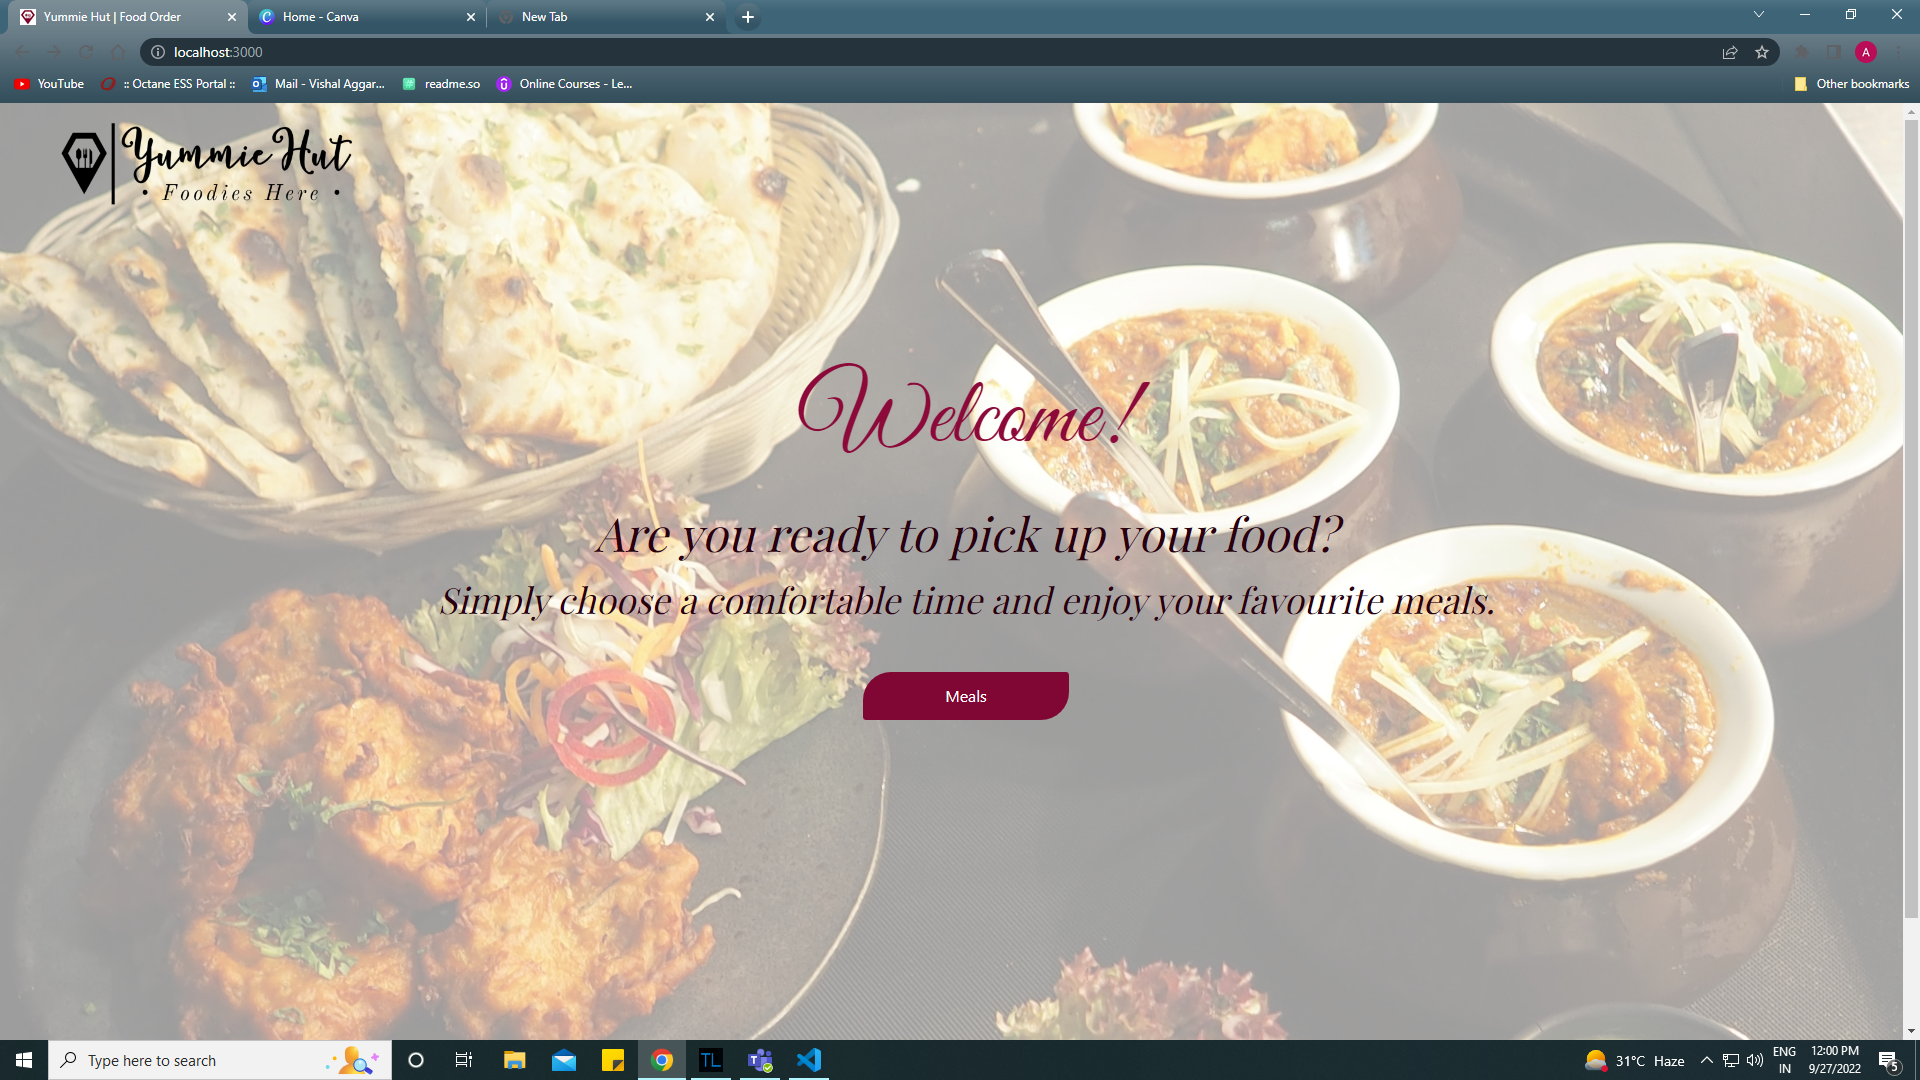 Yummie Hut | Food Order
Home - Canva
New Tab
localhost:3000
A
YouTube
:: Octane ESS Portal ::
Mail - Vishal Aggar...
readme.so
Online Courses - Le...
Other bookmarks
Yummie Hut
• Foodies Here •
Welcome!
Are you ready to pick up your food?
Simply choose a comfortable time and enjoy your favourite meals.
Meals
Type here to search
TL
31°C Haze
ENG
IN
12:00 PM
9/27/2022
5